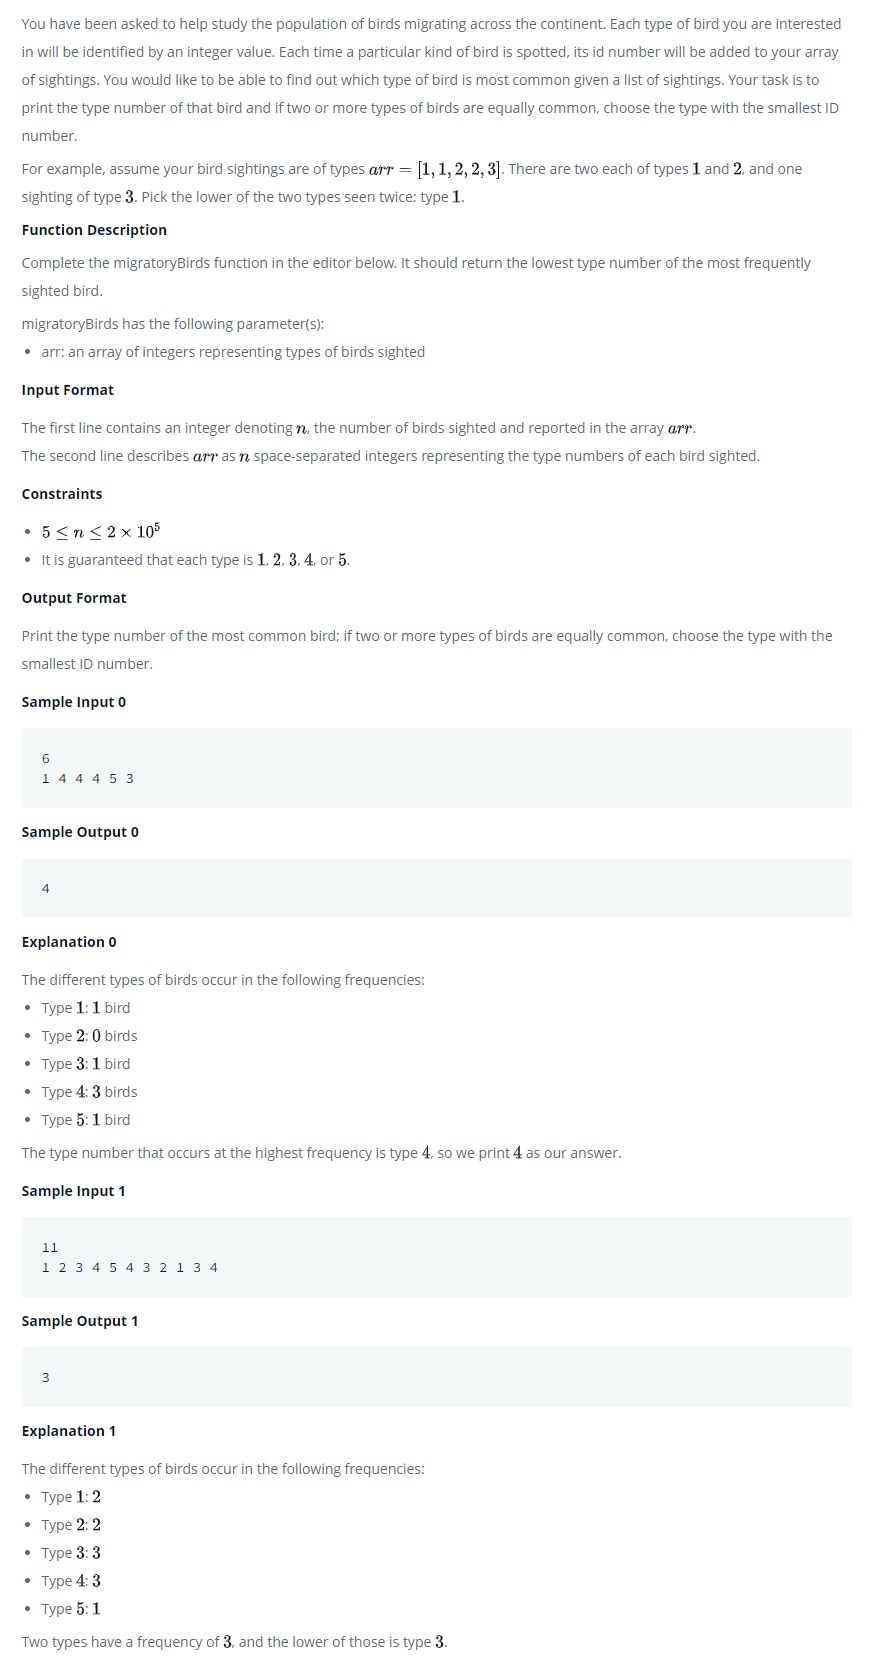 You have been asked to help study the population of birds migrating across the continent. Each type of bird you are interested
in will be identified by an integer value. Each time a particular kind of bird is spotted, its id number will be added to your array
of sightings. You would like to be able to find out which type of bird is most common given a list of sightings. Your task is to
print the type number of that bird and if two or more types of birds are equally common, choose the type with the smallest ID
number.
For example, assume your bird sightings are of types arr = [1, 1, 2, 2, 3]. There are two each of types 1 and 2, and one
sighting of type 3. Pick the lower of the two types seen twice: type 1.
Function Description
Complete the migratoryBirds function in the editor below. It should return the lowest type number of the most frequently
sighted bird.
migratoryBirds has the following parameter(s):
• arr: an array of integers representing types of birds sighted
Input Format
The first line contains an integer denoting n, the number of birds sighted and reported in the array arr.
The second line describes arr as n space-separated integers representing the type numbers of each bird sighted.
Constraints
• 5 ≤ n ≤ 2 × 10⁵
• It is guaranteed that each type is 1, 2, 3, 4, or 5.
Output Format
Print the type number of the most common bird; if two or more types of birds are equally common, choose the type with the
smallest ID number.
Sample Input 0
6
1 4 4 4 5 3
Sample Output 0
4
Explanation 0
The different types of birds occur in the following frequencies:
• Type 1: 1 bird
• Type 2: 0 birds
• Type 3: 1 bird
• Type 4: 3 birds
• Type 5: 1 bird
The type number that occurs at the highest frequency is type 4, so we print 4 as our answer.
Sample Input 1
11
1 2 3 4 5 4 3 2 1 3 4
Sample Output 1
3
Explanation 1
The different types of birds occur in the following frequencies:
• Type 1: 2
• Type 2: 2
• Type 3: 3
• Type 4: 3
• Type 5: 1
Two types have a frequency of 3, and the lower of those is type 3.